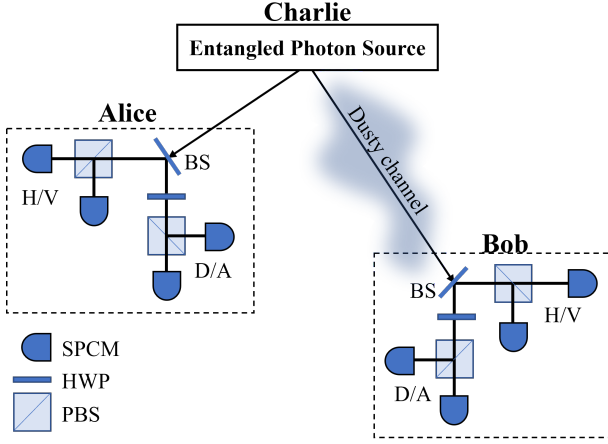 Charlie
Entangled Photon Source
Alice
BS
H/V
D/A
Dusty channel
Bob
BS
H/V
D/A
SPCM
HWP
PBS